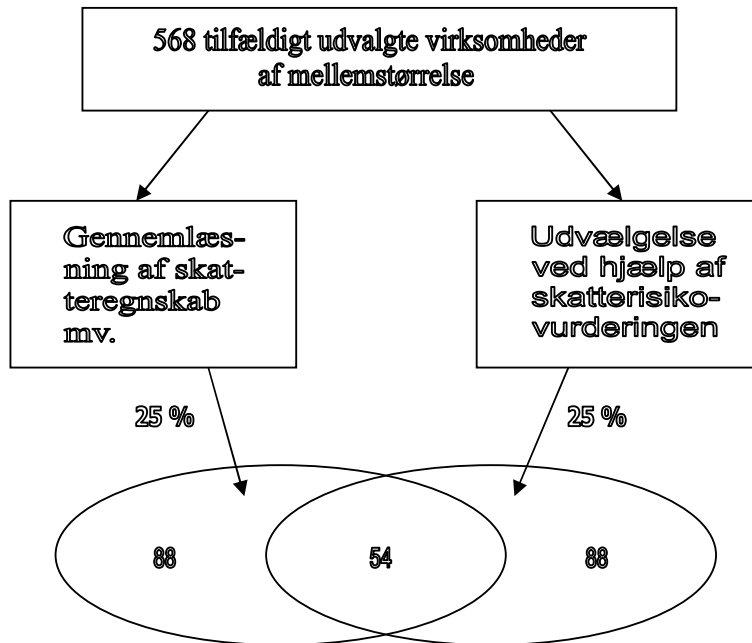 568 tilfældigt udvalgte virksomheder
af mellemstørrelse
Gennemlæs-
ning af skat-
teregnskab
mv.
Udvælgelse
ved hjælp af
skatterisiko-
vurderingen
25 %
25 %
88
54
88